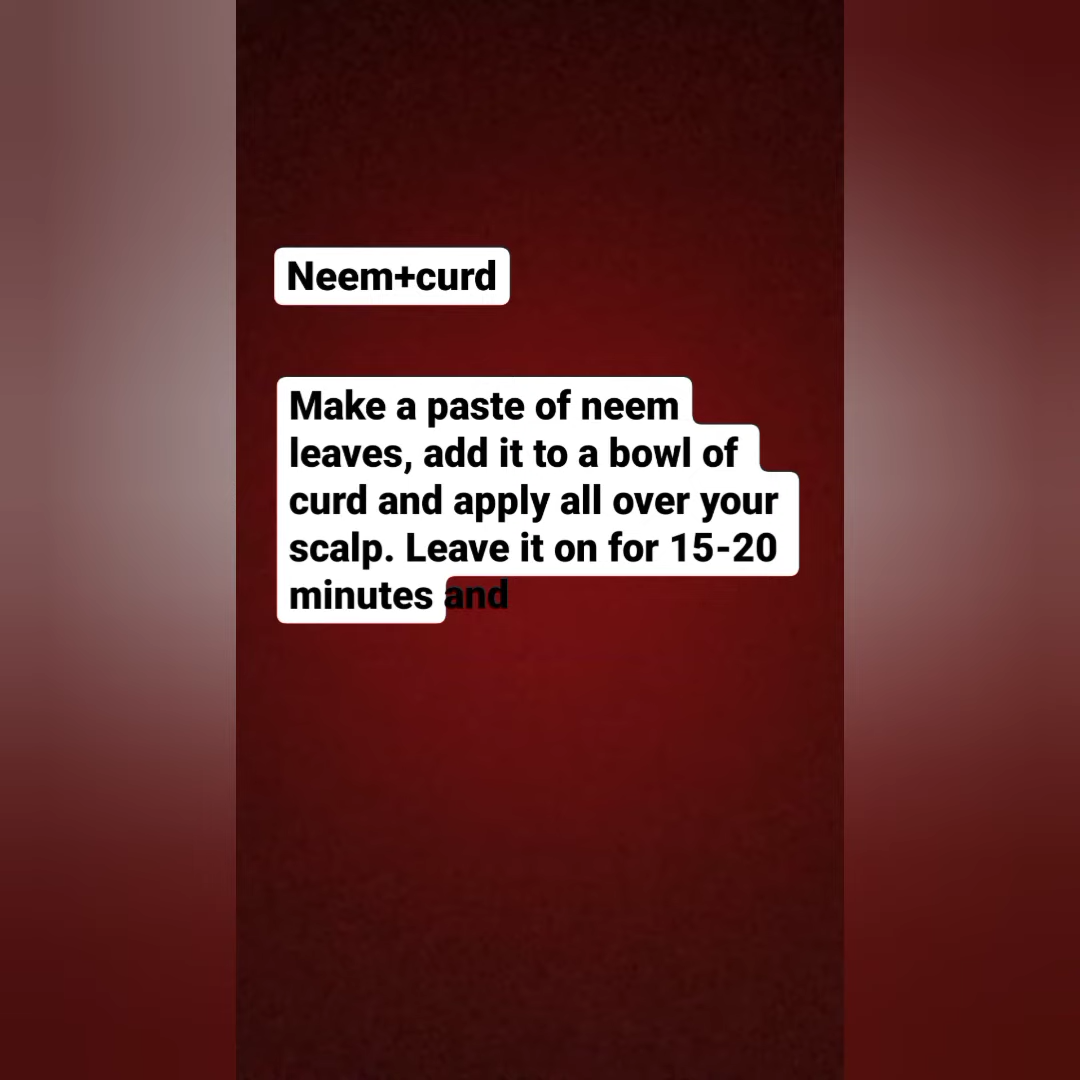 Neem+curd
Make a paste of neem
leaves, add it to a bowl of
curd and apply all over your
scalp. Leave it on for 15-20
minutes and